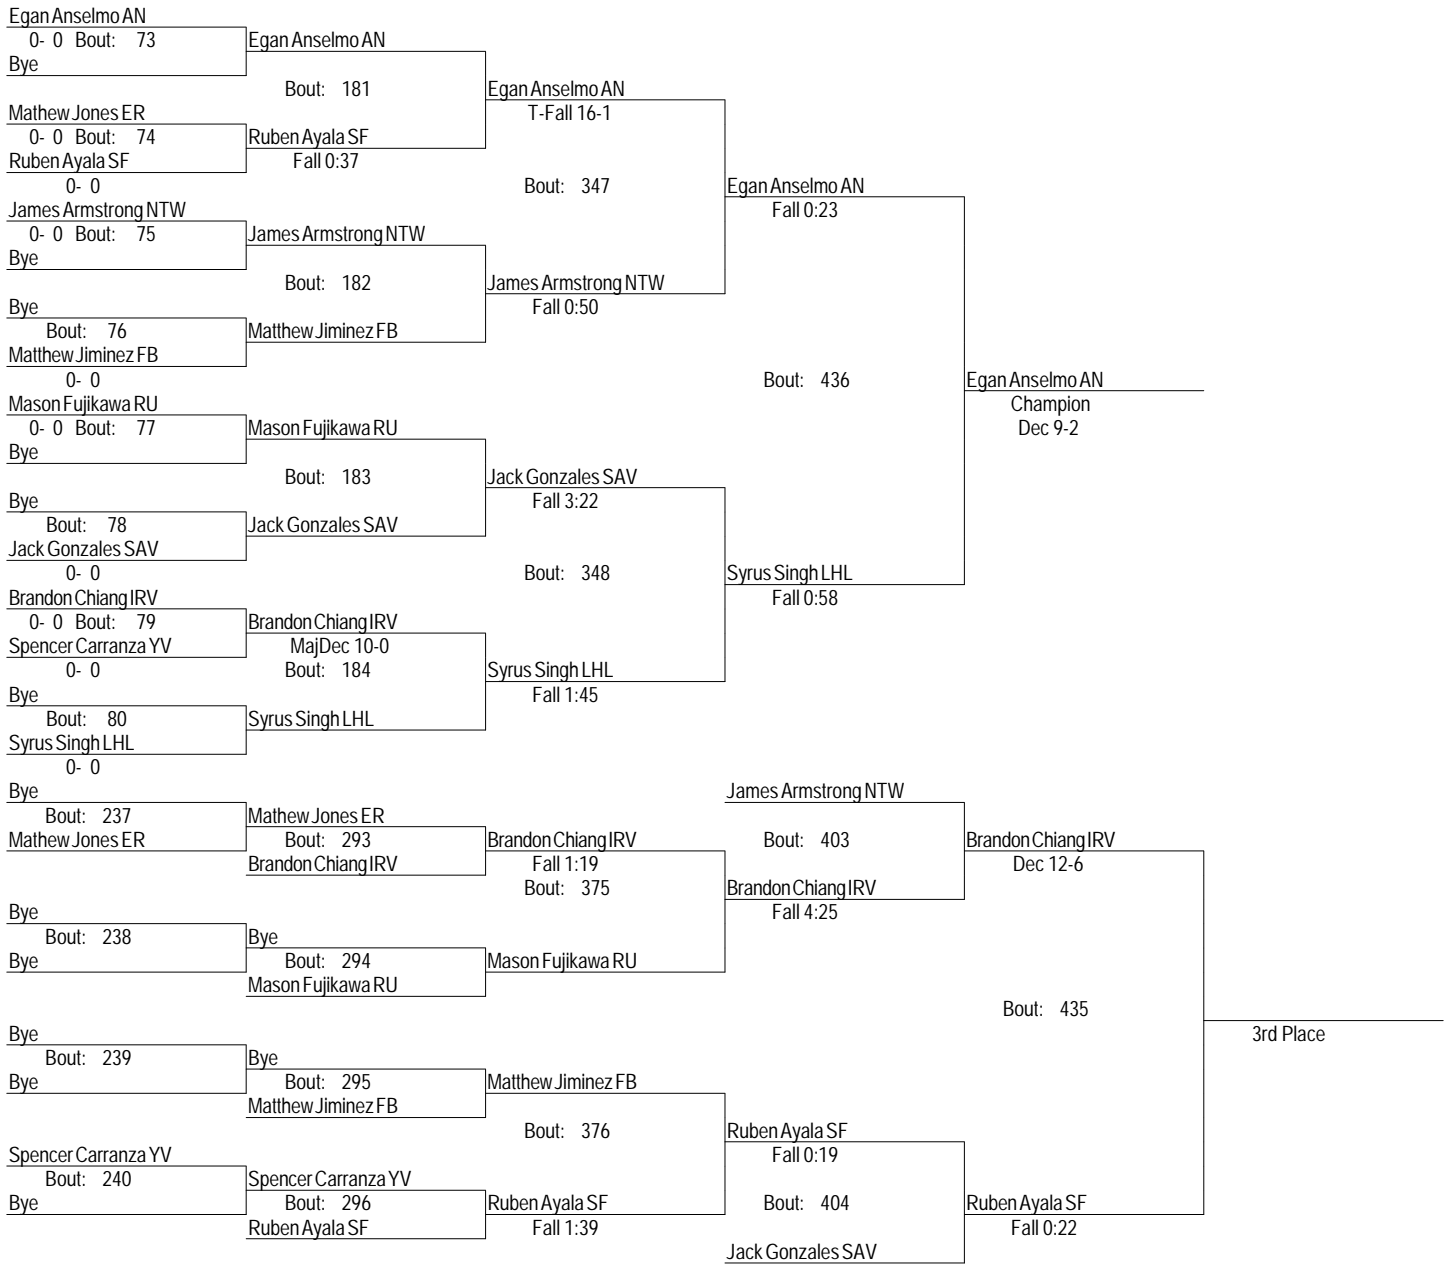 Egan Anselmo AN
0- 0 Bout: 73
Egan Anselmo AN
Bye
Bout: 181
Egan Anselmo AN
T-Fall 16-1
Mathew Jones ER
0- 0 Bout: 74
Ruben Ayala SF
Ruben Ayala SF
Fall 0:37
0- 0
Bout: 347
Egan Anselmo AN
Fall 0:23
James Armstrong NTW
0- 0 Bout: 75
James Armstrong NTW
Bye
Bout: 182
James Armstrong NTW
Fall 0:50
Bye
Bout: 76
Matthew Jiminez FB
Matthew Jiminez FB
0- 0
Bout: 436
Egan Anselmo AN
Champion
Dec 9-2
Mason Fujikawa RU
0- 0 Bout: 77
Mason Fujikawa RU
Bye
Bout: 183
Jack Gonzales SAV
Fall 3:22
Bye
Bout: 78
Jack Gonzales SAV
Jack Gonzales SAV
0- 0
Bout: 348
Syrus Singh LHL
Fall 0:58
Brandon Chiang IRV
0- 0 Bout: 79
Brandon Chiang IRV
Spencer Carranza YV
MajDec 10-0
0- 0
Bout: 184
Syrus Singh LHL
Fall 1:45
Bye
Bout: 80
Syrus Singh LHL
Syrus Singh LHL
0- 0
Bye
Bout: 237
Mathew Jones ER
Mathew Jones ER
Bout: 293
Brandon Chiang IRV
Brandon Chiang IRV
Fall 1:19
Bout: 375
James Armstrong NTW
Bout: 403
Brandon Chiang IRV
Dec 12-6
Brandon Chiang IRV
Fall 4:25
Bye
Bout: 238
Bye
Bye
Bout: 294
Mason Fujikawa RU
Mason Fujikawa RU
Bout: 435
3rd Place
Bye
Bout: 239
Bye
Bye
Bout: 295
Matthew Jiminez FB
Matthew Jiminez FB
Bout: 376
Ruben Ayala SF
Fall 0:19
Spencer Carranza YV
Bout: 240
Spencer Carranza YV
Bye
Bout: 296
Ruben Ayala SF
Ruben Ayala SF
Fall 1:39
Bout: 404
Ruben Ayala SF
Fall 0:22
Jack Gonzales SAV